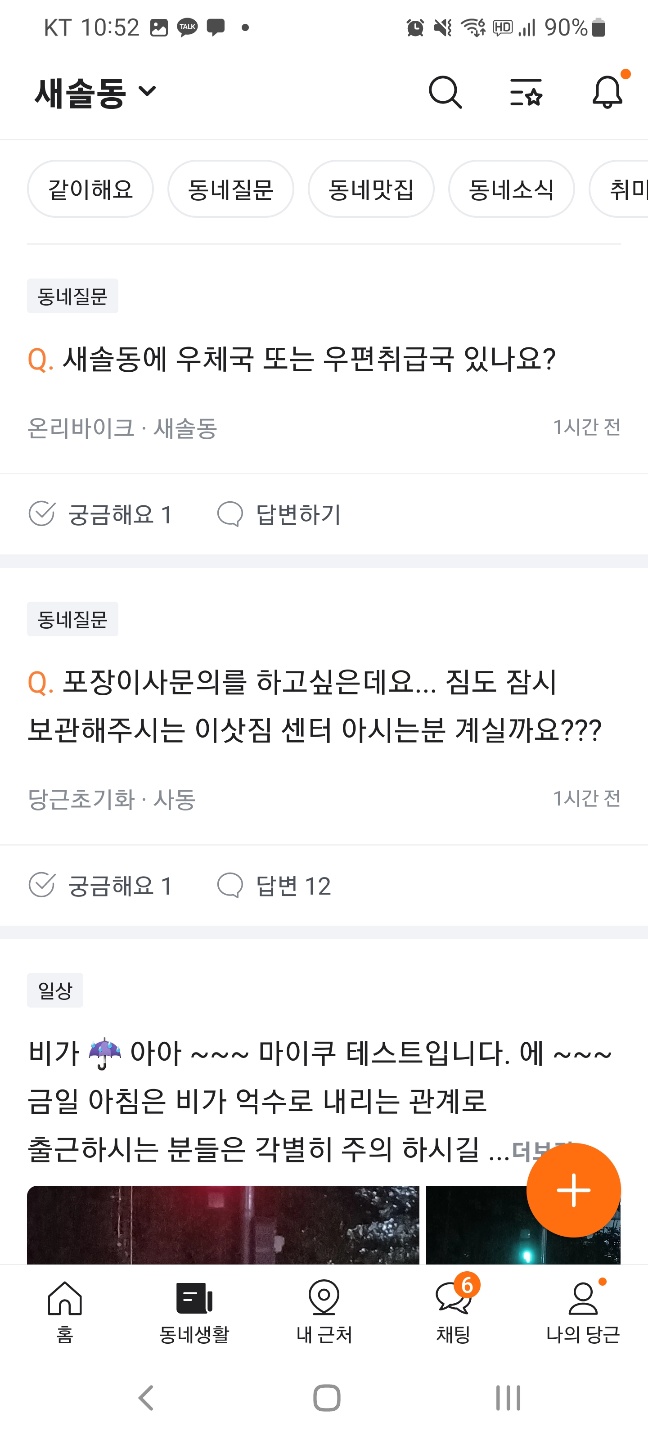 KT 10:52 TALK HD 90%
새솔동
같이해요 동네질문 동네맛집 동네소식 취미
동네질문
Q. 새솔동에 우체국 또는 우편취급국 있나요?
온리바이크 · 새솔동 1시간 전
궁금해요 1 답변하기
동네질문
Q. 포장이사문의를 하고싶은데요... 짐도 잠시
보관해주시는 이삿짐 센터 아시는분 계실까요???
당근초기화 · 사동 1시간 전
궁금해요 1 답변 12
일상
비가 ☔ 아아 ~~~ 마이쿠 테스트입니다. 에 ~~~
금일 아침은 비가 억수로 내리는 관계로
출근하시는 분들은 각별히 주의 하시길 ...더보기
6
홈 동네생활 내 근처 채팅 나의 당근